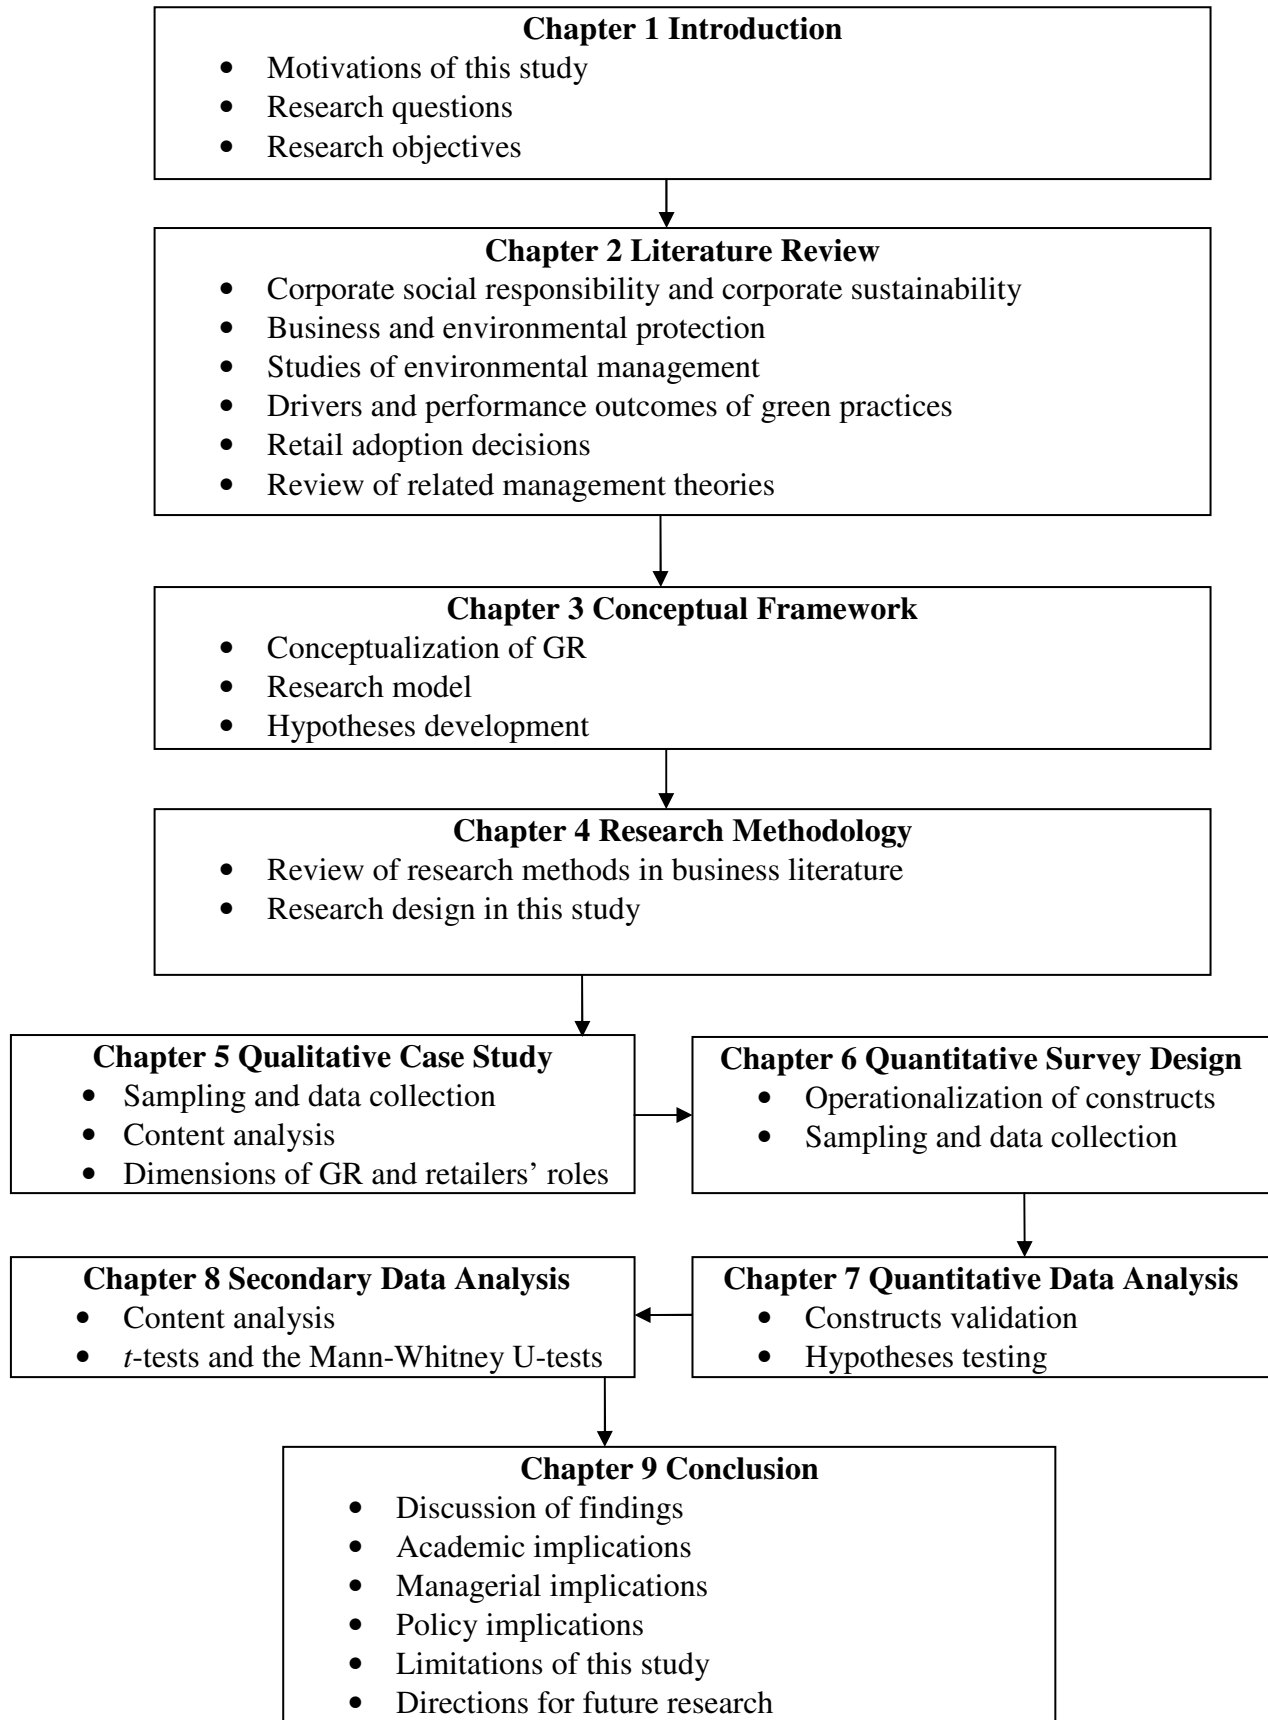 Chapter 1 Introduction
• Motivations of this study
• Research questions
• Research objectives
Chapter 2 Literature Review
• Corporate social responsibility and corporate sustainability
• Business and environmental protection
• Studies of environmental management
• Drivers and performance outcomes of green practices
• Retail adoption decisions
• Review of related management theories
Chapter 3 Conceptual Framework
• Conceptualization of GR
• Research model
• Hypotheses development
Chapter 4 Research Methodology
• Review of research methods in business literature
• Research design in this study
Chapter 5 Qualitative Case Study
• Sampling and data collection
• Content analysis
• Dimensions of GR and retailers’ roles
Chapter 6 Quantitative Survey Design
• Operationalization of constructs
• Sampling and data collection
Chapter 7 Quantitative Data Analysis
• Constructs validation
• Hypotheses testing
Chapter 8 Secondary Data Analysis
• Content analysis
• t-tests and the Mann-Whitney U-tests
Chapter 9 Conclusion
• Discussion of findings
• Academic implications
• Managerial implications
• Policy implications
• Limitations of this study
• Directions for future research